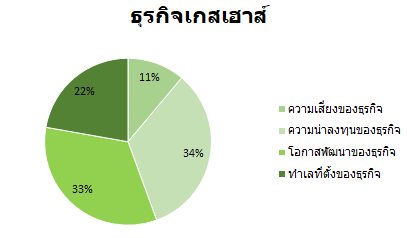 ธุรกิจเกสเฮาส์
11%
34%
33%
22%
ความเสี่ยงของธุรกิจ
ความน่าลงทุนของธุรกิจ
โอกาสพัฒนาของธุรกิจ
ทำเลที่ตั้งของธุรกิจ